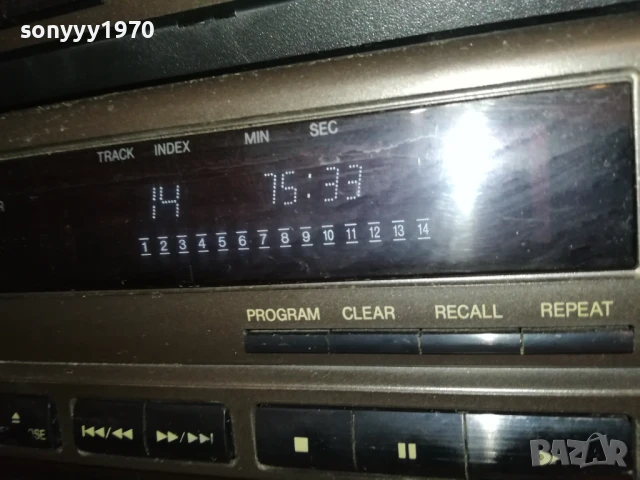 sonyyy1970
TRACK INDEX MIN SEC
R
14 75:33
1 2 3 4 5 6 7 8 9 10 11 12 13 14
PROGRAM CLEAR RECALL REPEAT
BAZAR